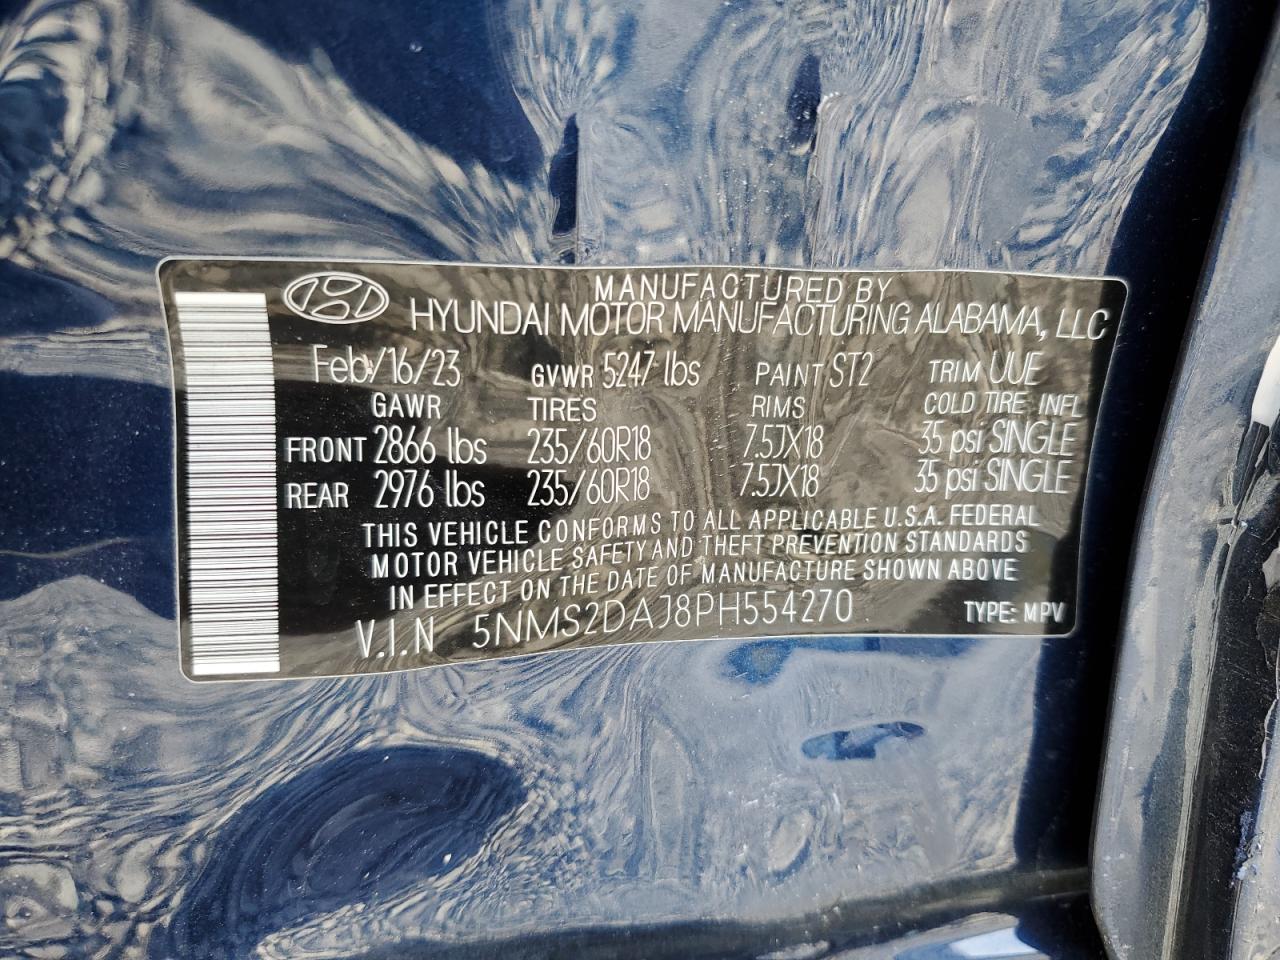 MANUFACTURED BY
HYUNDAI MOTOR MANUFACTURING ALABAMA, LLC
Feb/16/23 GVWR 5247 lbs PAINT ST2 TRIM UUE
GAWR TIRES RIMS COLD TIRE INFL
FRONT 2866 lbs 235/60R18 7.5JX18 35 psi SINGLE
REAR 2976 lbs 235/60R18 7.5JX18 35 psi SINGLE
THIS VEHICLE CONFORMS TO ALL APPLICABLE U.S.A. FEDERAL
MOTOR VEHICLE SAFETY AND THEFT PREVENTION STANDARDS
IN EFFECT ON THE DATE OF MANUFACTURE SHOWN ABOVE
V.I.N 5NMS2DAJ8PH554270 TYPE: MPV